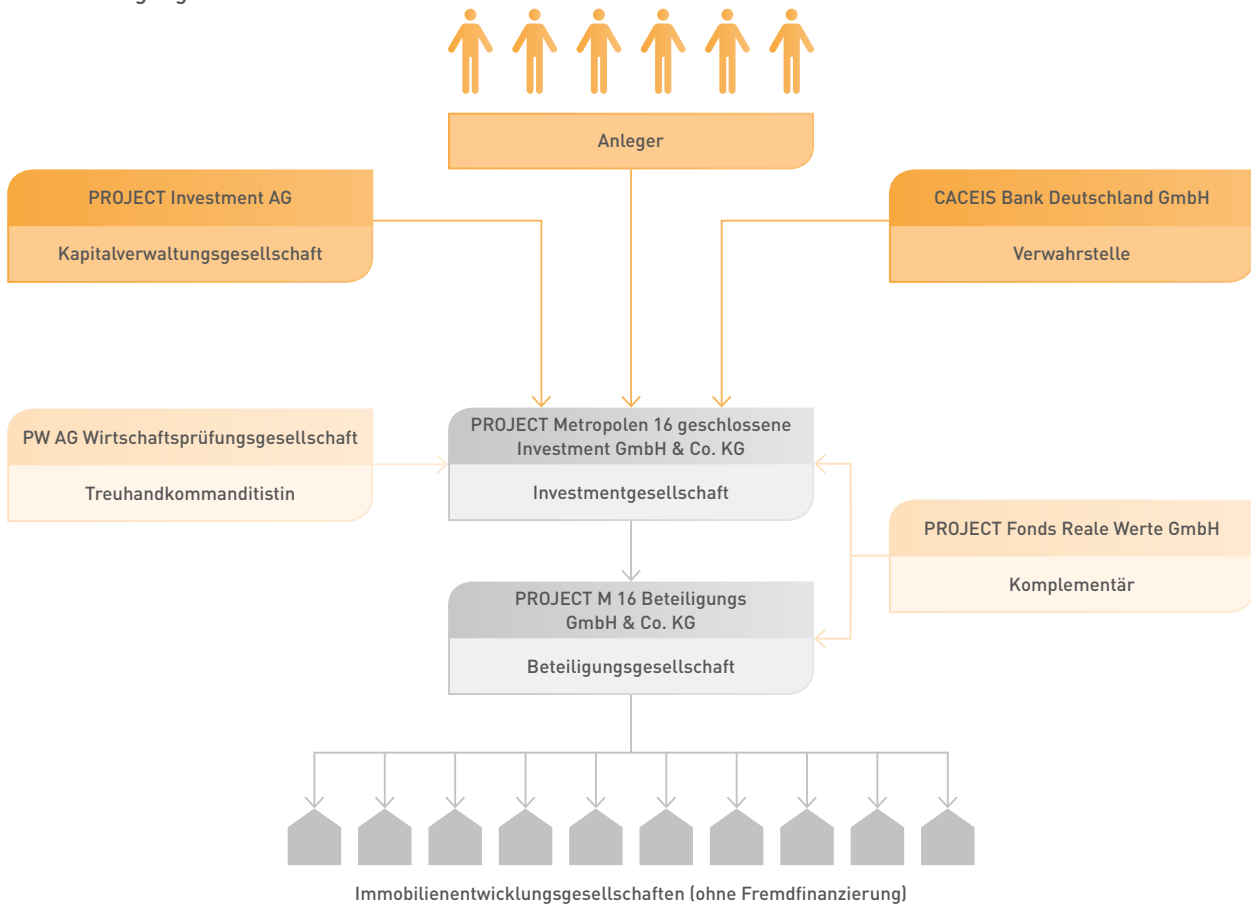 Anleger
PROJECT Investment AG
Kapitalverwaltungsgesellschaft
CACEIS Bank Deutschland GmbH
Verwahrstelle
PW AG Wirtschaftsprüfungsgesellschaft
Treuhandkommanditistin
PROJECT Metropolen 16 geschlossene
Investment GmbH & Co. KG
Investmentgesellschaft
PROJECT Fonds Reale Werte GmbH
Komplementär
PROJECT M 16 Beteiligungs
GmbH & Co. KG
Beteiligungsgesellschaft
Immobilienentwicklungsgesellschaften (ohne Fremdfinanzierung)